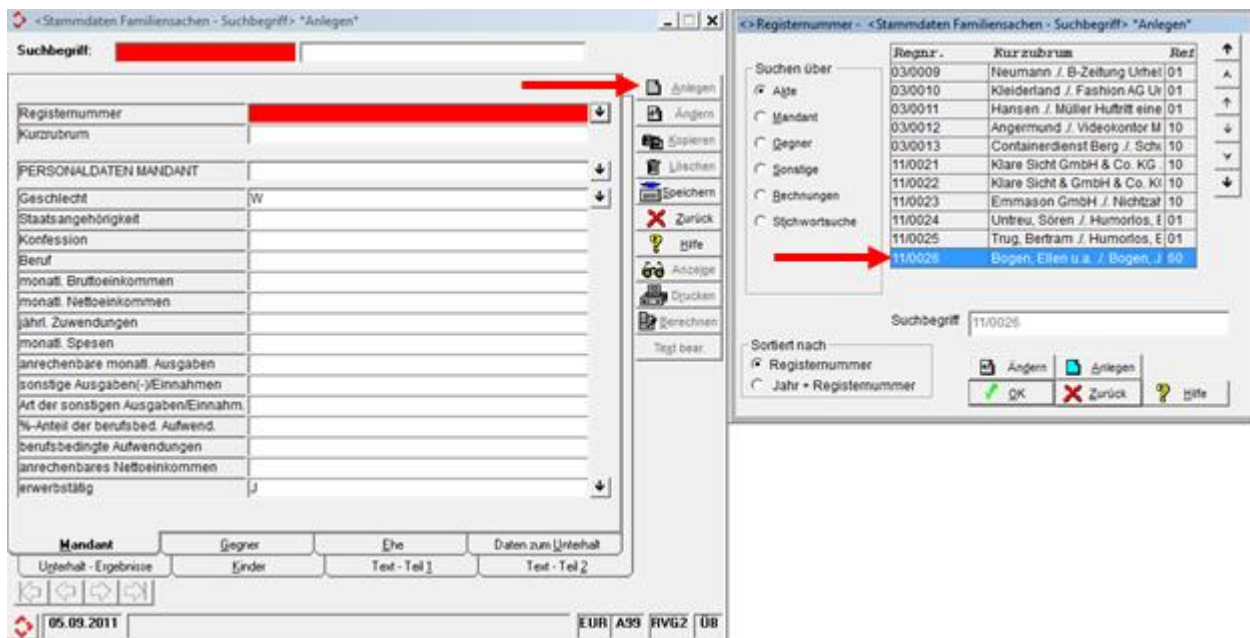 <Stammdaten Familiensachen - Suchbegriff> *Anlegen*
Suchbegriff:
Registernummer
Kurzrubrum
PERSONALDATEN MANDANT
Geschlecht W
Staatsangehörigkeit
Konfession
Beruf
monatl. Bruttoeinkommen
monatl. Nettoeinkommen
jährl. Zuwendungen
monatl. Spesen
anrechenbare monatl. Ausgaben
sonstige Ausgaben(-)/Einnahmen
Art der sonstigen Ausgaben/Einnahm.
%-Anteil der berufsbed. Aufwend.
berufsbedingte Aufwendungen
anrechenbares Nettoeinkommen
erwerbstätig J
Mandant Gegner Ehe Daten zum Unterhalt
Unterhalt - Ergebnisse Kinder Text - Teil 1 Text - Teil 2
05.09.2011 EUR A99 RVG2 ÜB
Anlegen
Ändern
Kopieren
Löschen
Speichern
Zurück
Hilfe
Anzeige
Drucken
Berechnen
Text bear.
<>Registernummer - <Stammdaten Familiensachen - Suchbegriff> *Anlegen*
Suchen über
Akte
Mandant
Gegner
Sonstige
Rechnungen
Stichwortsuche
Regnr. Kurzubrum Ref
03/0009 Neumann ./. B-Zeitung Urhel 01
03/0010 Kleiderland ./. Fashion AG Ur 01
03/0011 Hansen ./. Müller Huftritt eine 01
03/0012 Angermund ./. Videokontor M 10
03/0013 Containerdienst Berg ./. Schu 10
11/0021 Klare Sicht GmbH & Co. KG . 10
11/0022 Klare Sicht & GmbH & Co. K( 10
11/0023 Emmason GmbH ./. Nichtzah 10
11/0024 Untreu, Sören ./. Humorlos, E 01
11/0025 Trug, Bertram ./. Humorlos, E 01
11/0026 Bogen, Ellen u.a. ./. Bogen, J 60
Suchbegriff 11/0026
Sortiert nach
Registernummer
Jahr + Registernummer
Ändern Anlegen
OK Zurück Hilfe